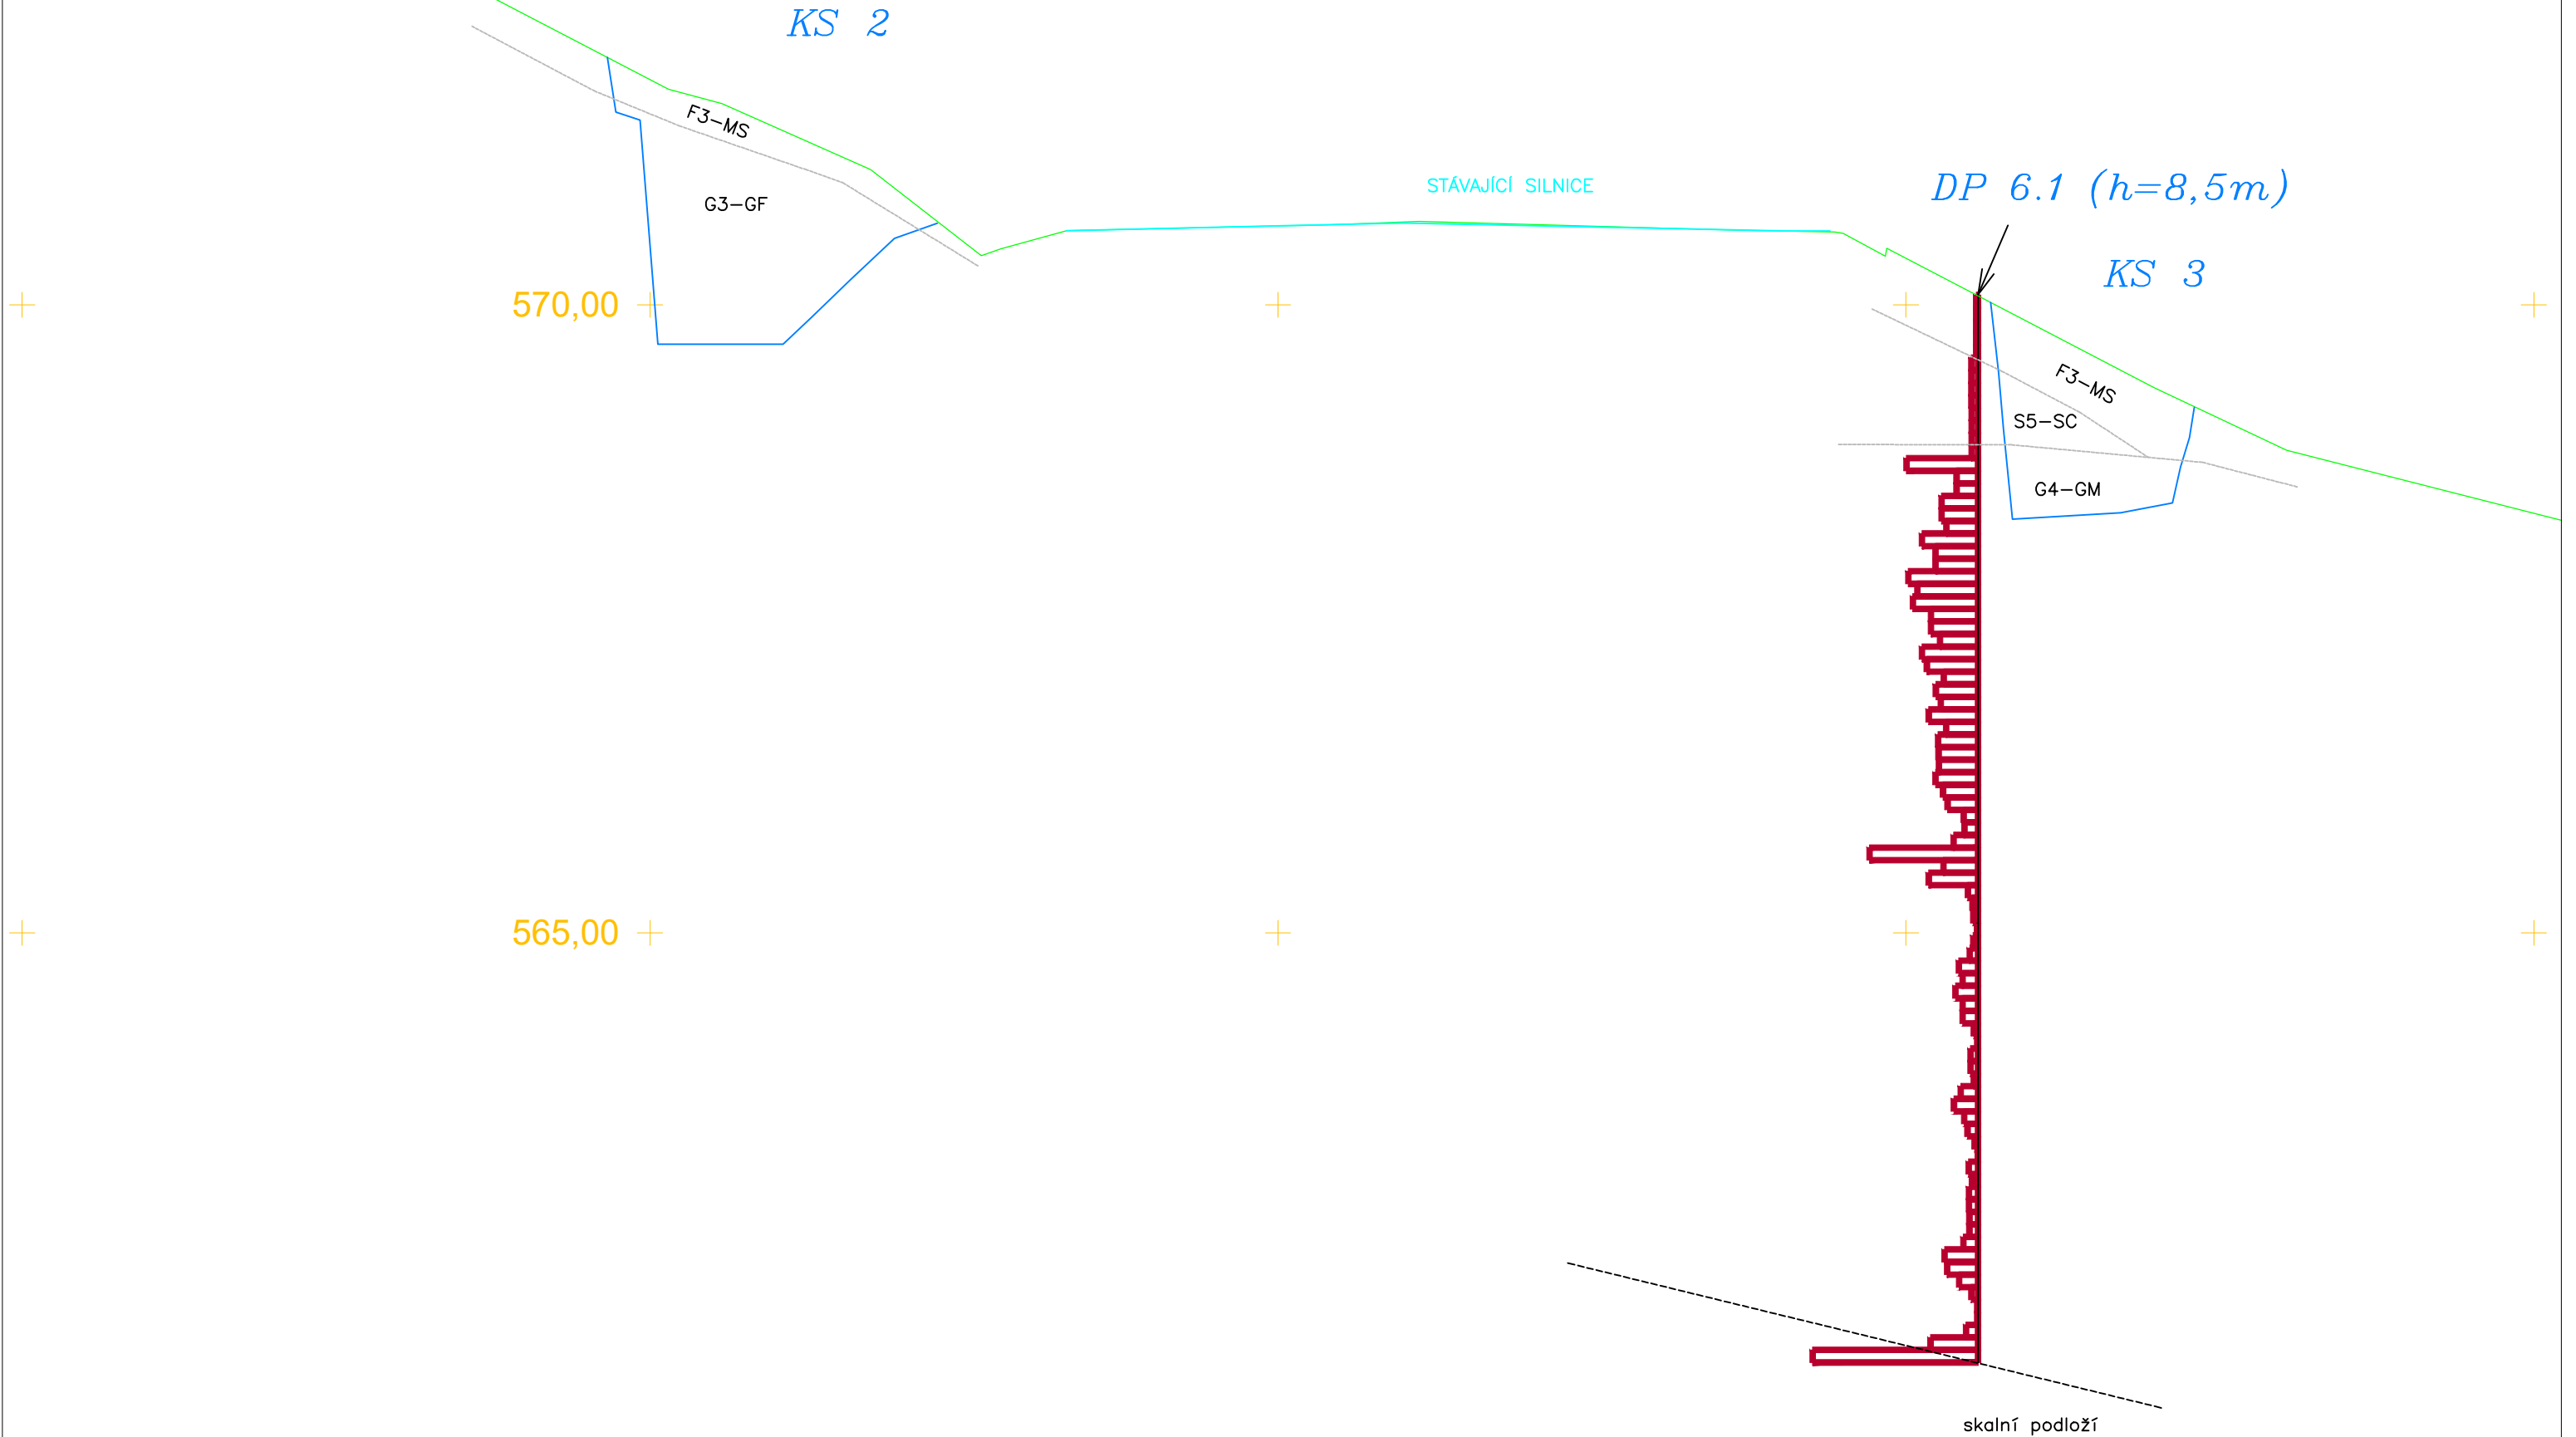 KS 2
F3-MS
STÁVAJÍCÍ SILNICE
DP 6.1 (h=8,5m)
G3-GF
KS 3
570,00
F3-MS
S5-SC
G4-GM
565,00
skalní podloží